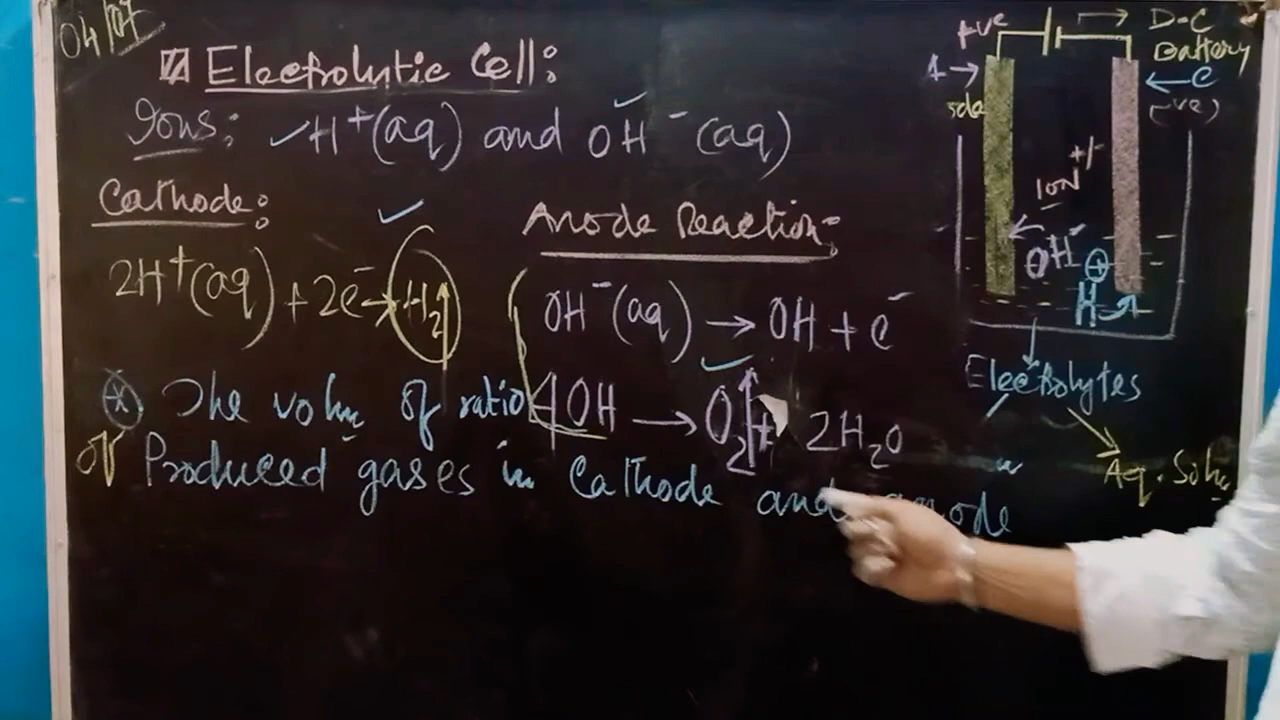 04/07
Electrolytic Cell:
Ions: ✓H⁺(aq) and OH⁻(aq)
Cathode:
2H⁺(aq) + 2e⁻ → H₂↑
Anode Reaction:
OH⁻(aq) → OH + e⁻
4OH → O₂↑ + 2H₂O
The volm of ratio
of Produced gases in Cathode and anode
+ve
D-C
Battery
A →
← C
(-ve)
ION +/-
← OH⁻
H⊕ →
Electrolytes
Aq. Soln